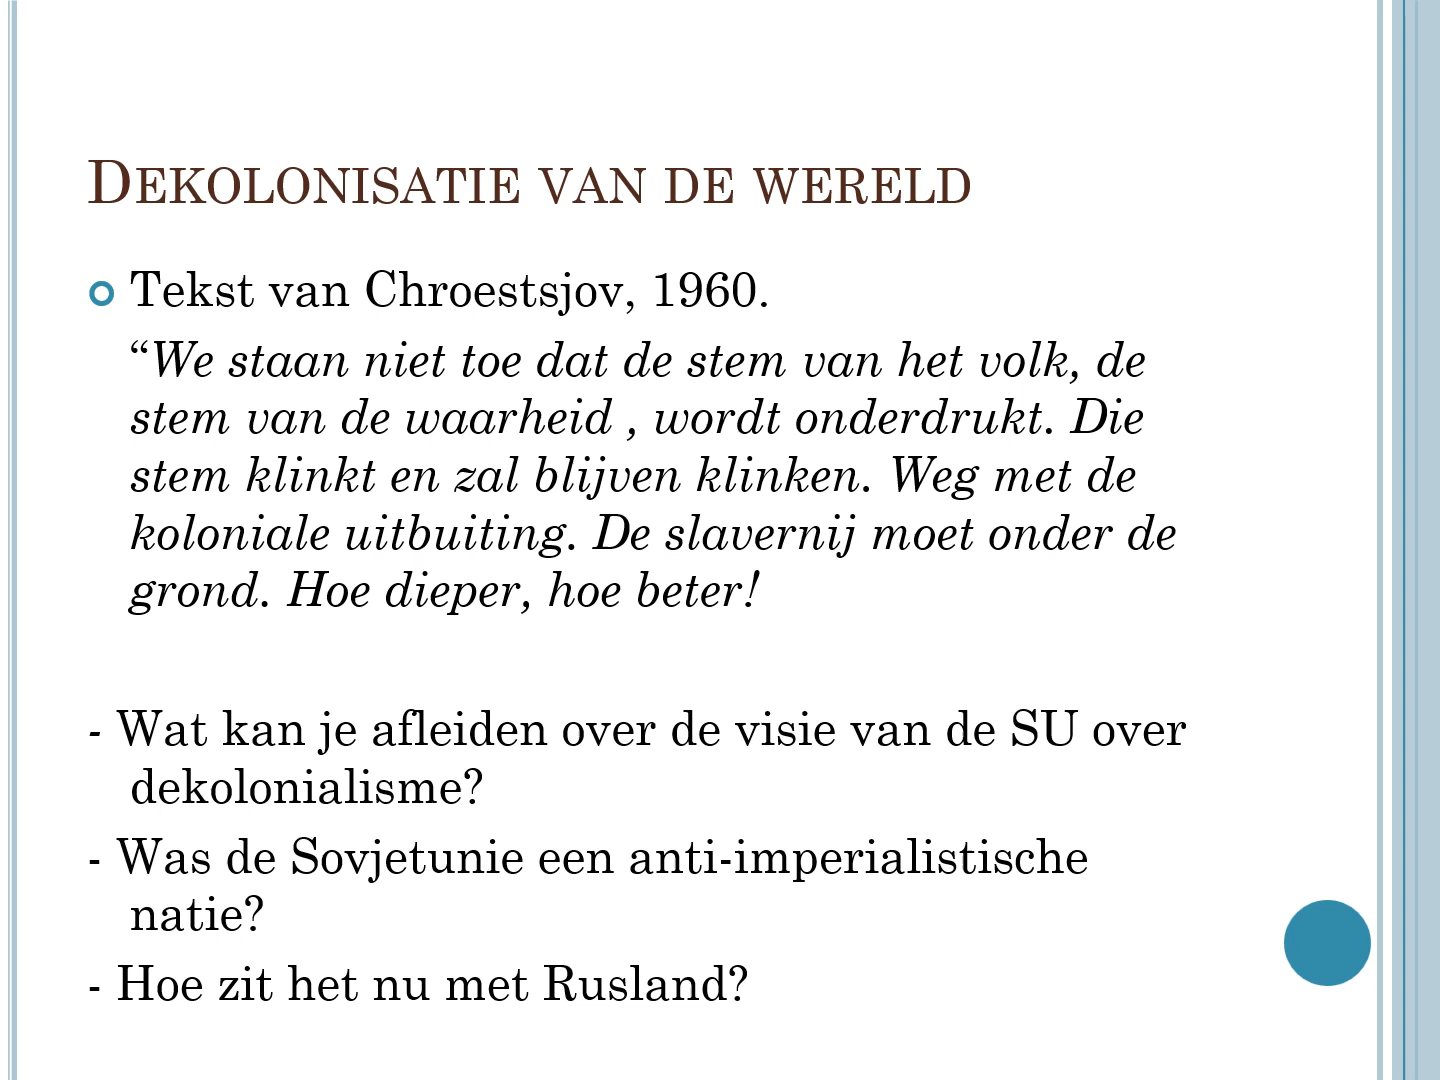 Dekolonisatie van de wereld
Tekst van Chroestsjov, 1960.
“We staan niet toe dat de stem van het volk, de
stem van de waarheid , wordt onderdrukt. Die
stem klinkt en zal blijven klinken. Weg met de
koloniale uitbuiting. De slavernij moet onder de
grond. Hoe dieper, hoe beter!
- Wat kan je afleiden over de visie van de SU over
dekolonialisme?
- Was de Sovjetunie een anti-imperialistische
natie?
- Hoe zit het nu met Rusland?